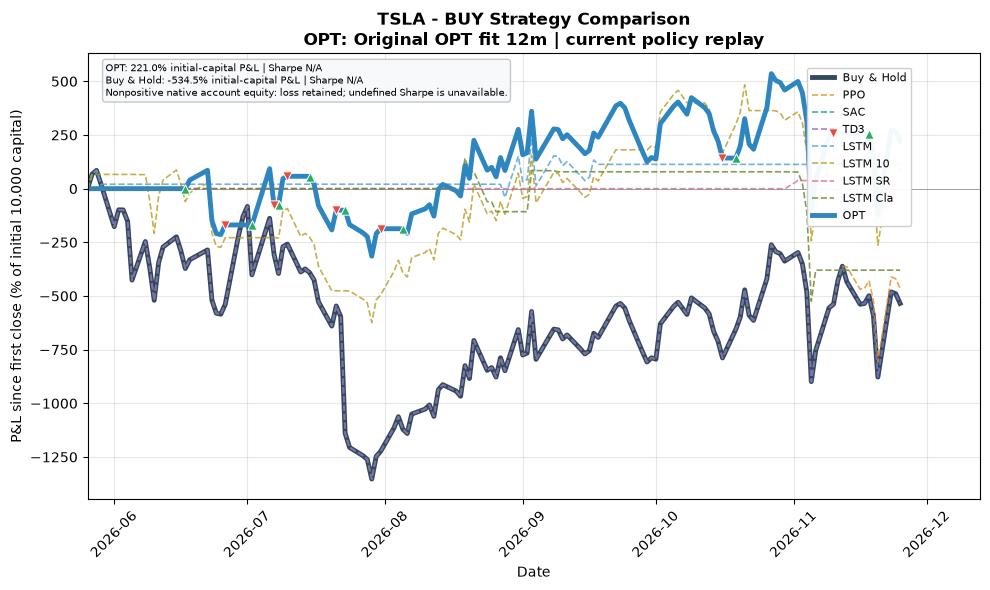 TSLA - BUY Strategy Comparison
OPT: Original OPT fit 12m | current policy replay
OPT: 221.0% initial-capital P&L | Sharpe N/A
Buy & Hold: -534.5% initial-capital P&L | Sharpe N/A
Nonpositive native account equity: loss retained; undefined Sharpe is unavailable.
Buy & Hold
PPO
SAC
TD3
LSTM
LSTM 10
LSTM SR
LSTM Cla
OPT
P&L since first close (% of initial 10,000 capital)
500
250
0
−250
−500
−750
−1000
−1250
2026-06
2026-07
2026-08
2026-09
2026-10
2026-11
2026-12
Date